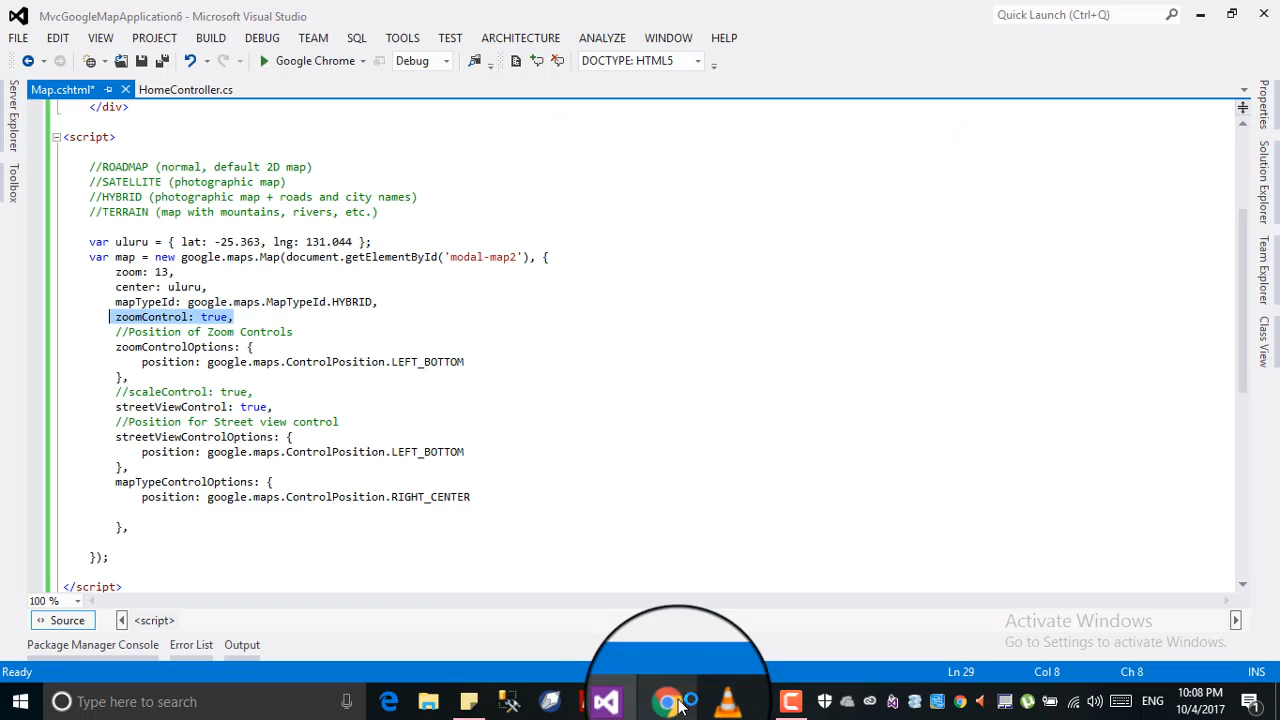 MvcGoogleMapApplication6 - Microsoft Visual Studio
Quick Launch (Ctrl+Q)
FILE EDIT VIEW PROJECT BUILD DEBUG TEAM SQL TOOLS TEST ARCHITECTURE ANALYZE WINDOW HELP
Google Chrome Debug DOCTYPE: HTML5
Map.cshtml* HomeController.cs
Server Explorer
Toolbox
Properties
Solution Explorer
Team Explorer
Class View
</div>
<script>
//ROADMAP (normal, default 2D map)
//SATELLITE (photographic map)
//HYBRID (photographic map + roads and city names)
//TERRAIN (map with mountains, rivers, etc.)
var uluru = { lat: -25.363, lng: 131.044 };
var map = new google.maps.Map(document.getElementById('modal-map2'), {
zoom: 13,
center: uluru,
mapTypeId: google.maps.MapTypeId.HYBRID,
zoomControl: true,
//Position of Zoom Controls
zoomControlOptions: {
position: google.maps.ControlPosition.LEFT_BOTTOM
},
//scaleControl: true,
streetViewControl: true,
//Position for Street view control
streetViewControlOptions: {
position: google.maps.ControlPosition.LEFT_BOTTOM
},
mapTypeControlOptions: {
position: google.maps.ControlPosition.RIGHT_CENTER
},
});
</script>
100 %
Source <script>
Activate Windows
Go to Settings to activate Windows.
Package Manager Console Error List Output
Ready Ln 29 Col 8 Ch 8 INS
Type here to search
ENG
10:08 PM
10/4/2017
1